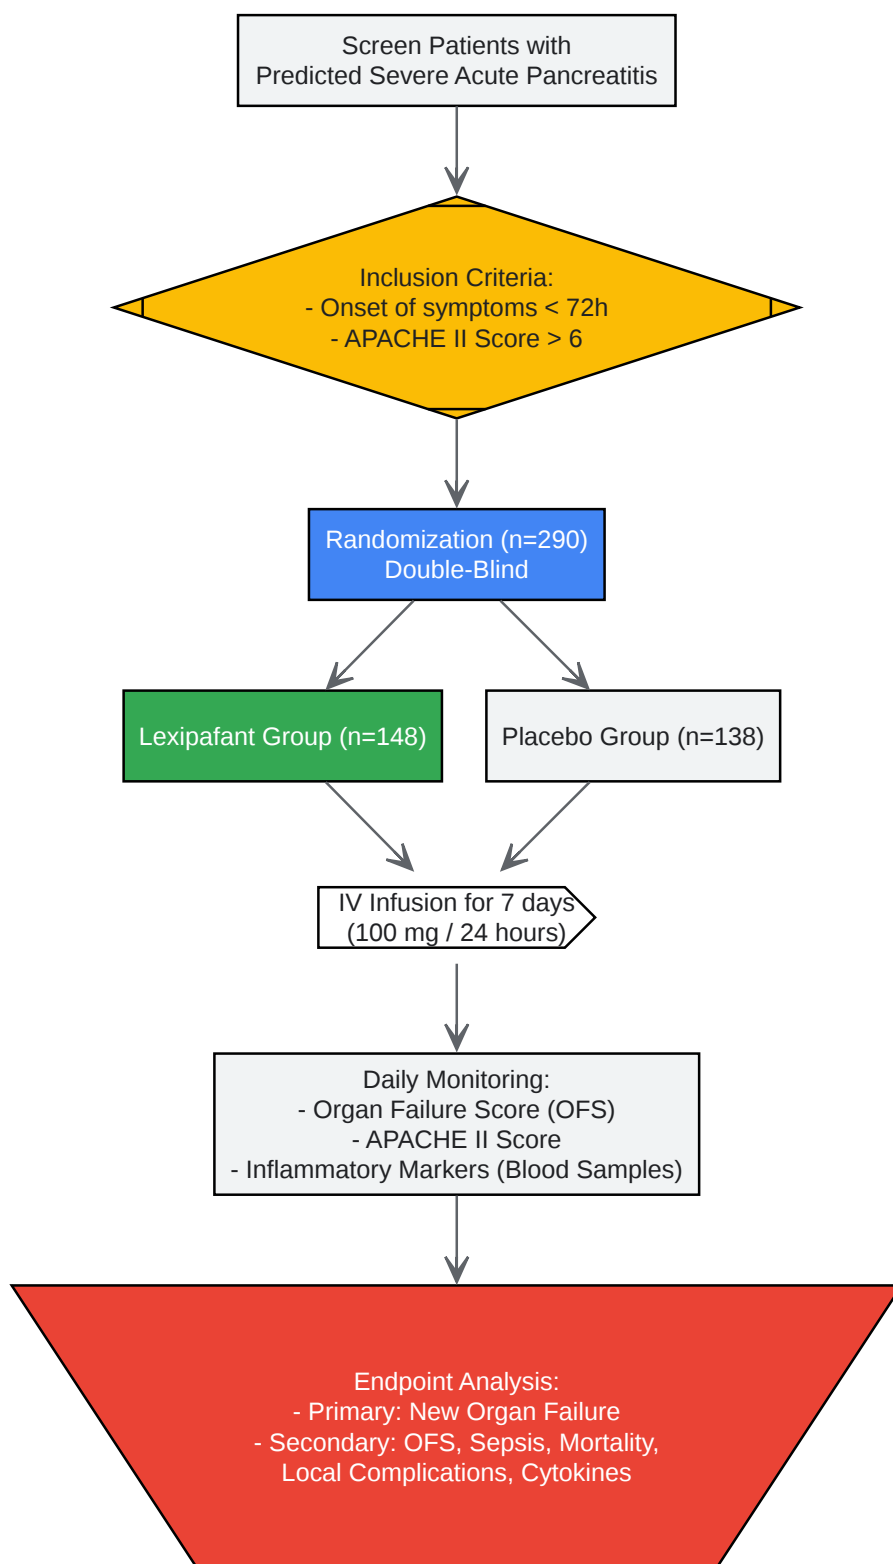 Screen Patients with
Predicted Severe Acute Pancreatitis
Inclusion Criteria:
- Onset of symptoms < 72h
- APACHE II Score > 6
Randomization (n=290)
Double-Blind
Lexipafant Group (n=148)
Placebo Group (n=138)
IV Infusion for 7 days
(100 mg / 24 hours)
Daily Monitoring:
- Organ Failure Score (OFS)
- APACHE II Score
- Inflammatory Markers (Blood Samples)
Endpoint Analysis:
- Primary: New Organ Failure
- Secondary: OFS, Sepsis, Mortality,
Local Complications, Cytokines